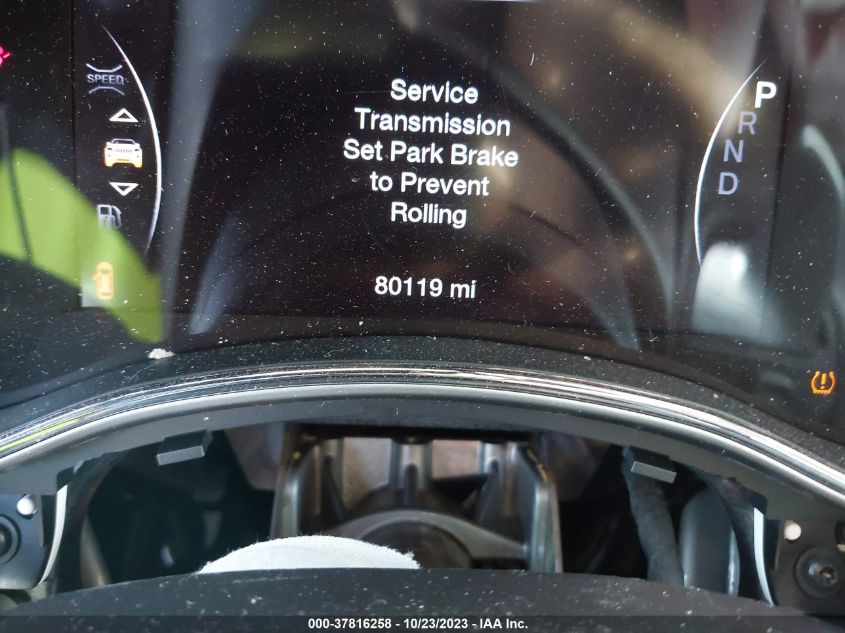 SPEED
Service
Transmission
Set Park Brake
to Prevent
Rolling
80119 mi
P
R
N
D
000-37816258 - 10/23/2023 - IAA Inc.